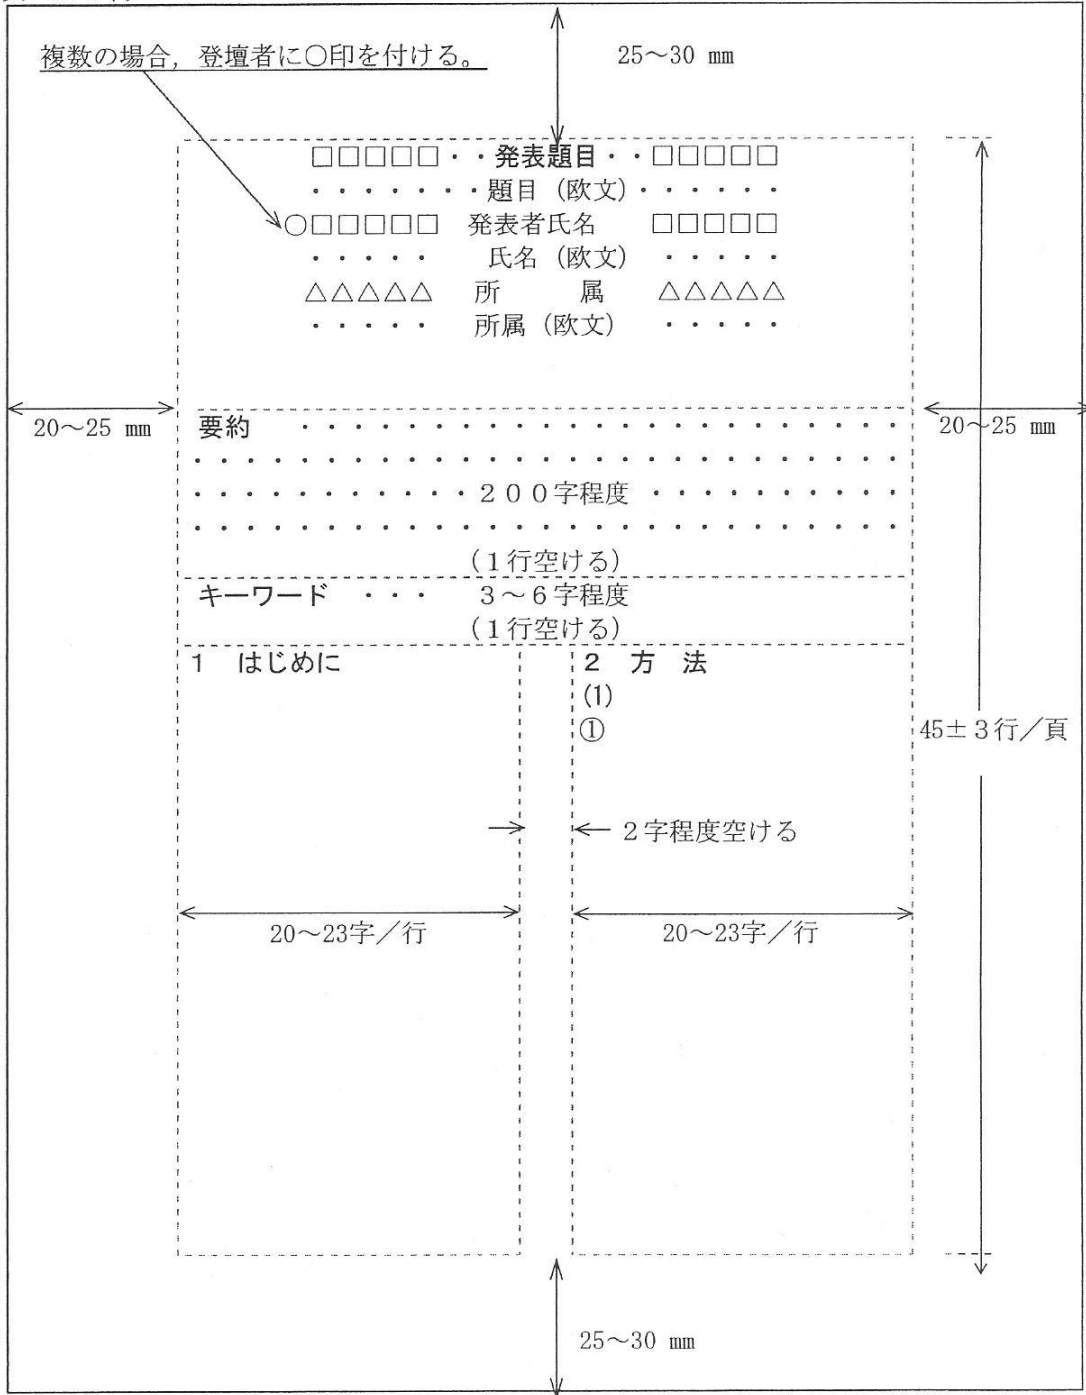 複数の場合，登壇者に〇印を付ける。
25～30 mm
□□□□□・・発表題目・・□□□□□
・・・・・・・題目（欧文）・・・・・・
〇□□□□□　発表者氏名　□□□□□
・・・・・　氏名（欧文）　・・・・・
△△△△△　所　　　属　△△△△△
・・・・・　所属（欧文）　・・・・・
20～25 mm
20～25 mm
要約　・・・・・・・・・・・・・・・・・・・・・・・
・・・・・・・・・・・・・・・・・・・・・・・・・・・
・・・・・・・・・・・２００字程度・・・・・・・・・・
・・・・・・・・・・・・・・・・・・・・・・・・・・・
（１行空ける）
キーワード　・・・　３～６字程度
（１行空ける）
１　はじめに
２　方　法
(1)
①
45±３行／頁
２字程度空ける
20～23字／行
20～23字／行
25～30 mm